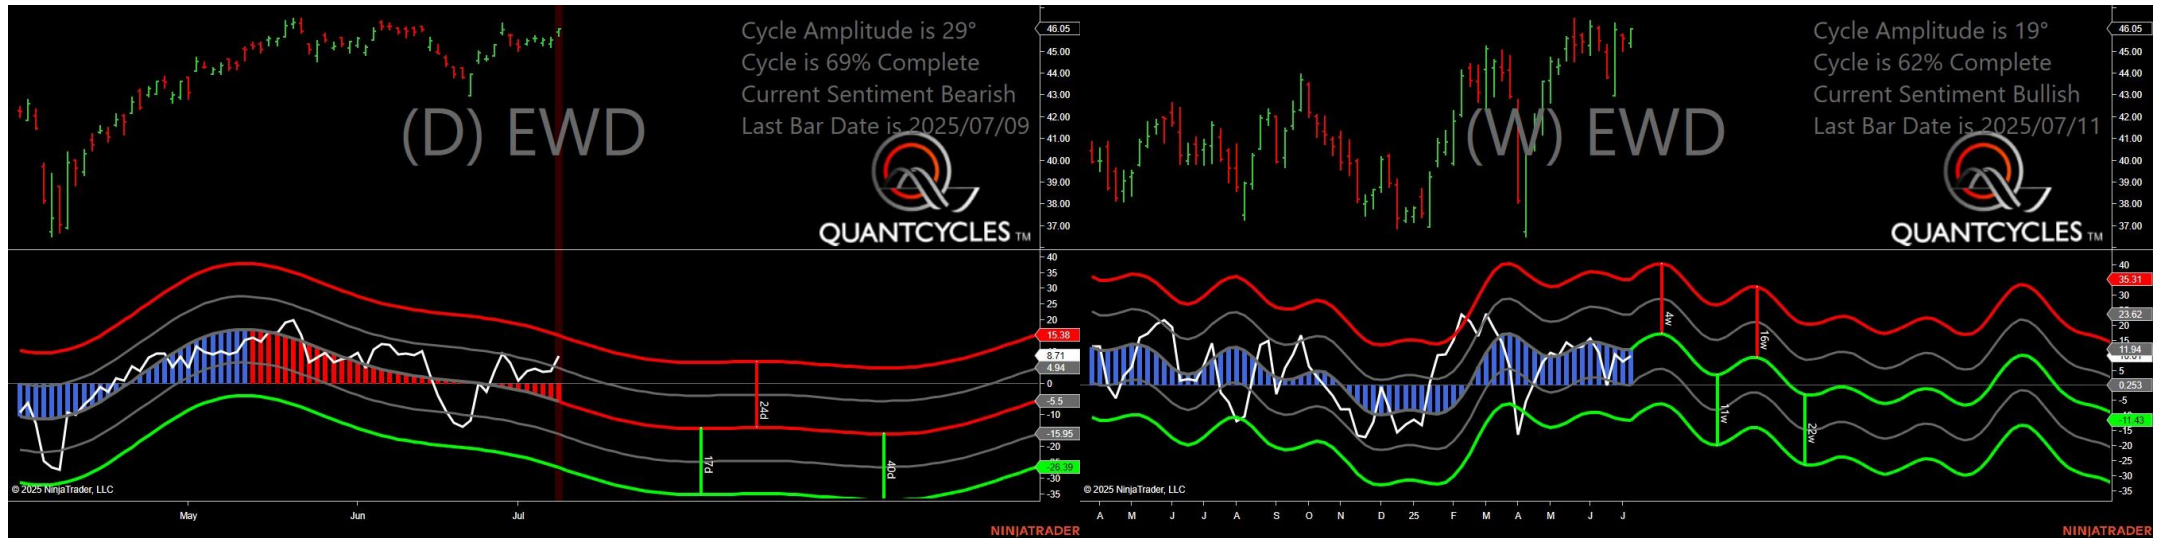 Cycle Amplitude is 29°
Cycle is 69% Complete
Current Sentiment Bearish
Last Bar Date is 2025/07/09
(D) EWD
QUANTCYCLES TM
46.05
45.00
44.00
43.00
42.00
41.00
40.00
39.00
38.00
37.00
40
35
30
25
20
15.38
8.71
4.94
0
-5.5
-10
-15.95
-20
-26.39
-30
-35
24d
17d
40d
© 2025 NinjaTrader, LLC
May Jun Jul
NINJATRADER
Cycle Amplitude is 19°
Cycle is 62% Complete
Current Sentiment Bullish
Last Bar Date is 2025/07/11
(W) EWD
QUANTCYCLES TM
46.05
45.00
44.00
43.00
42.00
41.00
40.00
39.00
38.00
37.00
40
35.31
30
23.62
20
15
11.94
5
0.253
-5
-11.43
-15
-20
-25
-30
-35
4w
16w
11w
22w
© 2025 NinjaTrader, LLC
A M J J A S O N D 25 F M A M J J
NINJATRADER